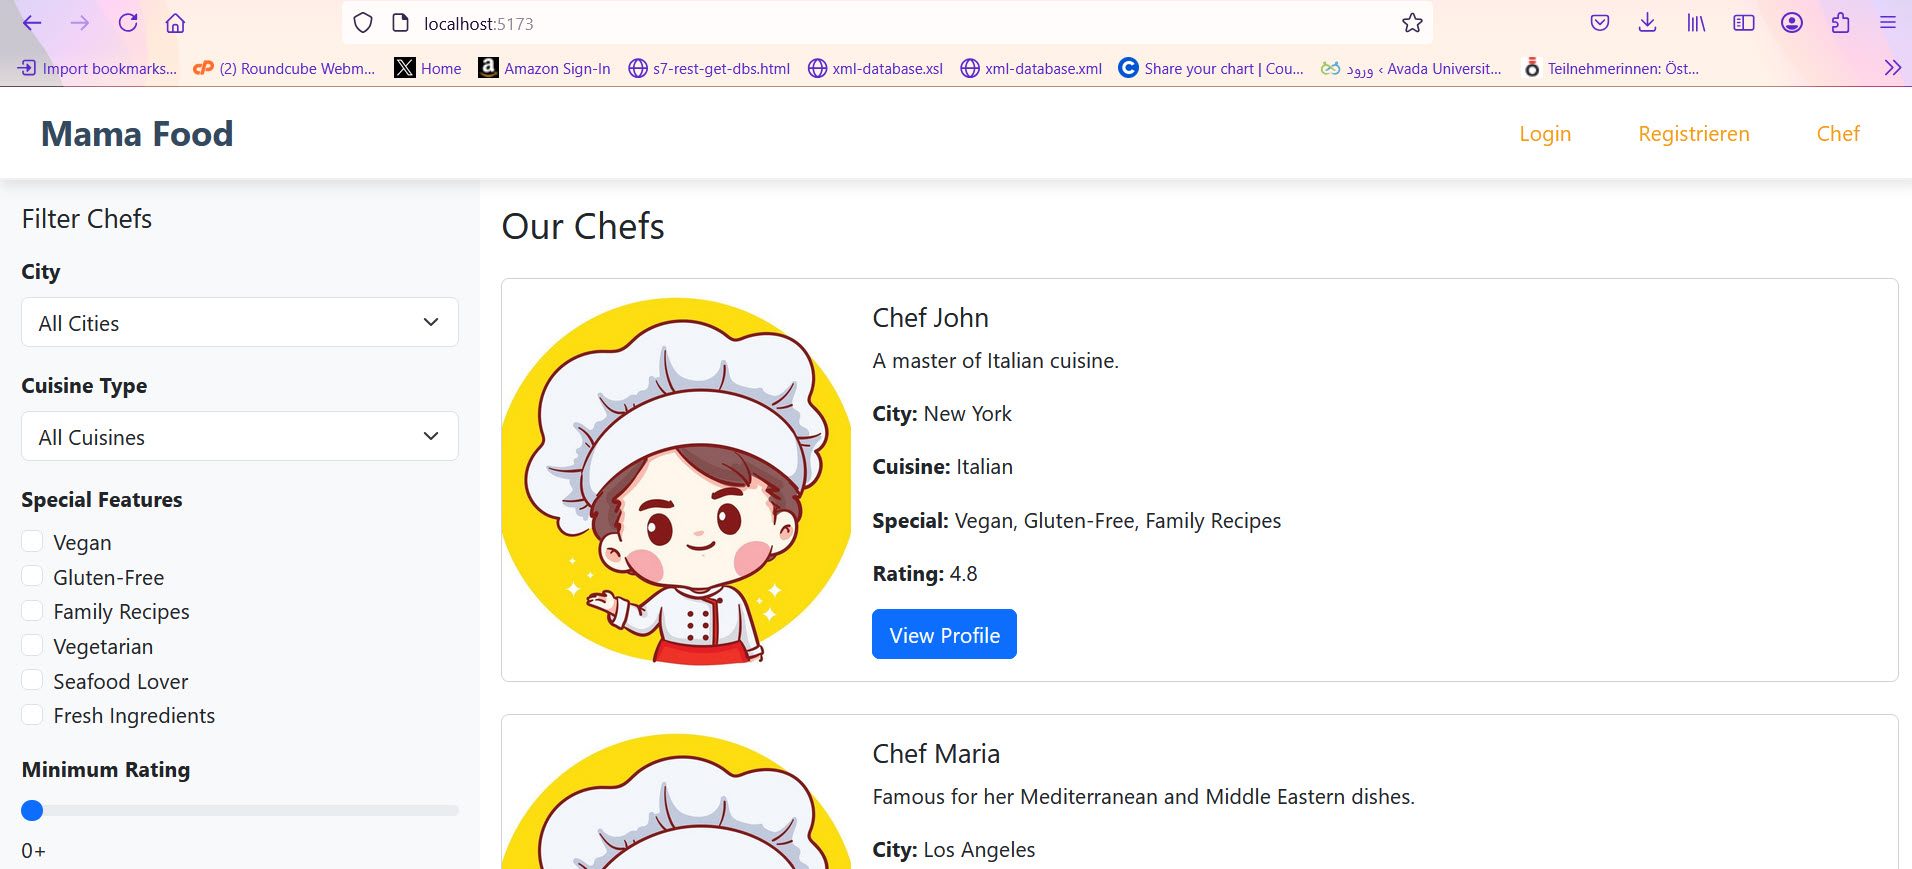 localhost:5173
Import bookmarks...
(2) Roundcube Webm...
Home
Amazon Sign-In
s7-rest-get-dbs.html
xml-database.xsl
xml-database.xml
Share your chart | Cou...
ورود ‹ Avada Universit...
Teilnehmerinnen: Öst...
Mama Food
Login
Registrieren
Chef
Filter Chefs
City
All Cities
Cuisine Type
All Cuisines
Special Features
Vegan
Gluten-Free
Family Recipes
Vegetarian
Seafood Lover
Fresh Ingredients
Minimum Rating
0+
Our Chefs
Chef John
A master of Italian cuisine.
City: New York
Cuisine: Italian
Special: Vegan, Gluten-Free, Family Recipes
Rating: 4.8
View Profile
Chef Maria
Famous for her Mediterranean and Middle Eastern dishes.
City: Los Angeles